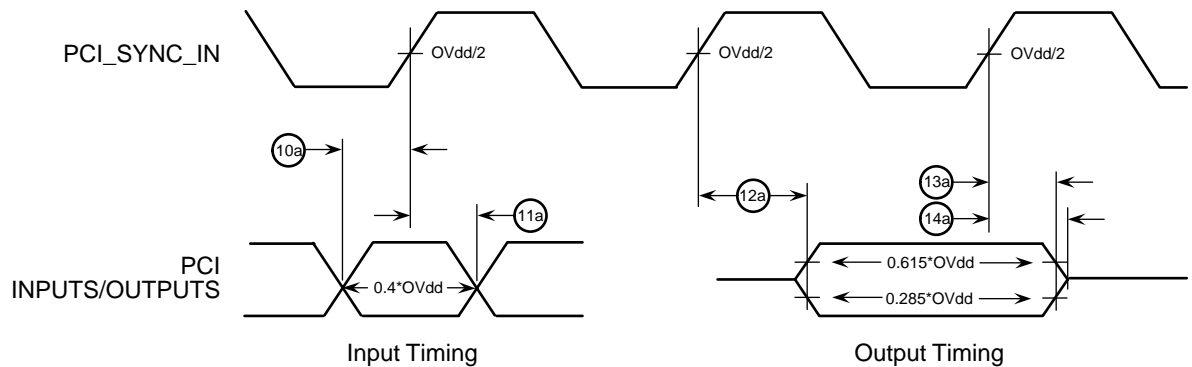 PCI_SYNC_IN
OVdd/2
OVdd/2
OVdd/2
10a
11a
12a
13a
14a
PCI
INPUTS/OUTPUTS
0.4*OVdd
0.615*OVdd
0.285*OVdd
Input Timing
Output Timing